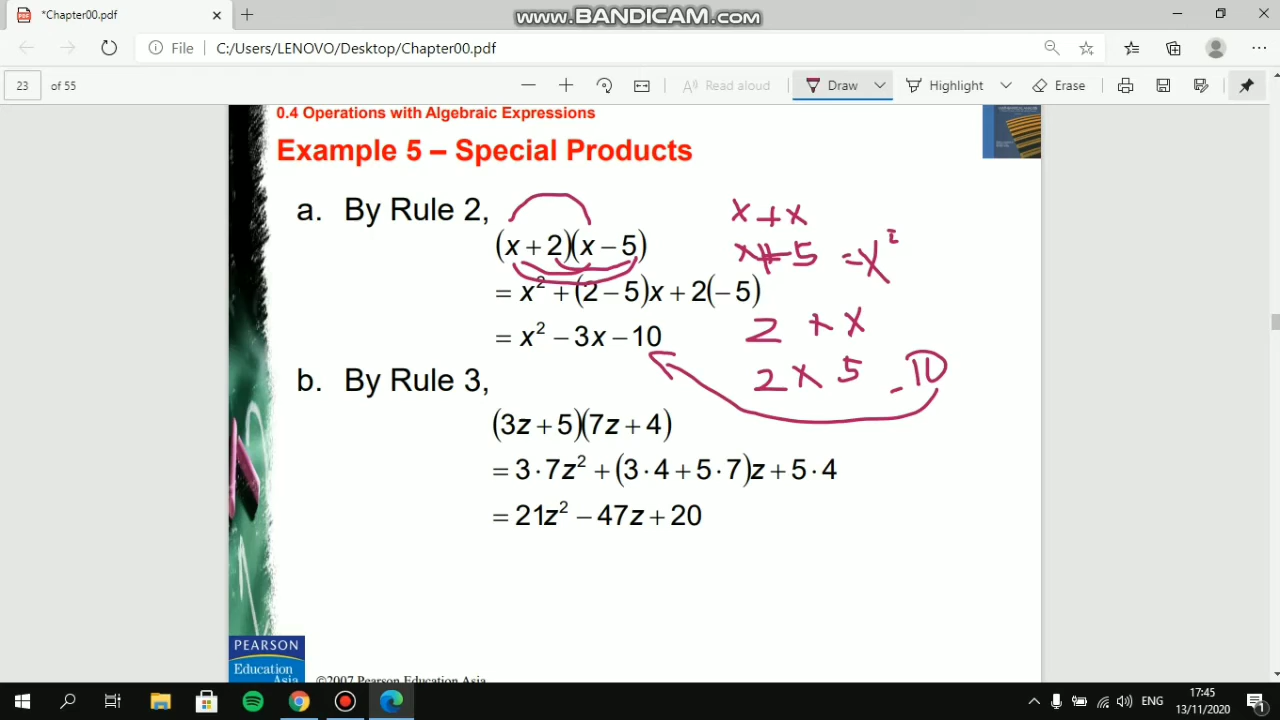 *Chapter00.pdf
www.BANDICAM.com
File C:/Users/LENOVO/Desktop/Chapter00.pdf
23 of 55 Read aloud Draw Highlight Erase
0.4 Operations with Algebraic Expressions
Example 5 – Special Products
a. By Rule 2,
(x + 2)(x − 5)
= x² + (2 − 5)x + 2(− 5)
= x² − 3x − 10
x + x
= x²
2 + x
2 x 5 - 10
b. By Rule 3,
(3z + 5)(7z + 4)
= 3 · 7z² + (3 · 4 + 5 · 7)z + 5 · 4
= 21z² − 47z + 20
PEARSON
Education
Asia
©2007 Pearson Education Asia
ENG
17:45
13/11/2020